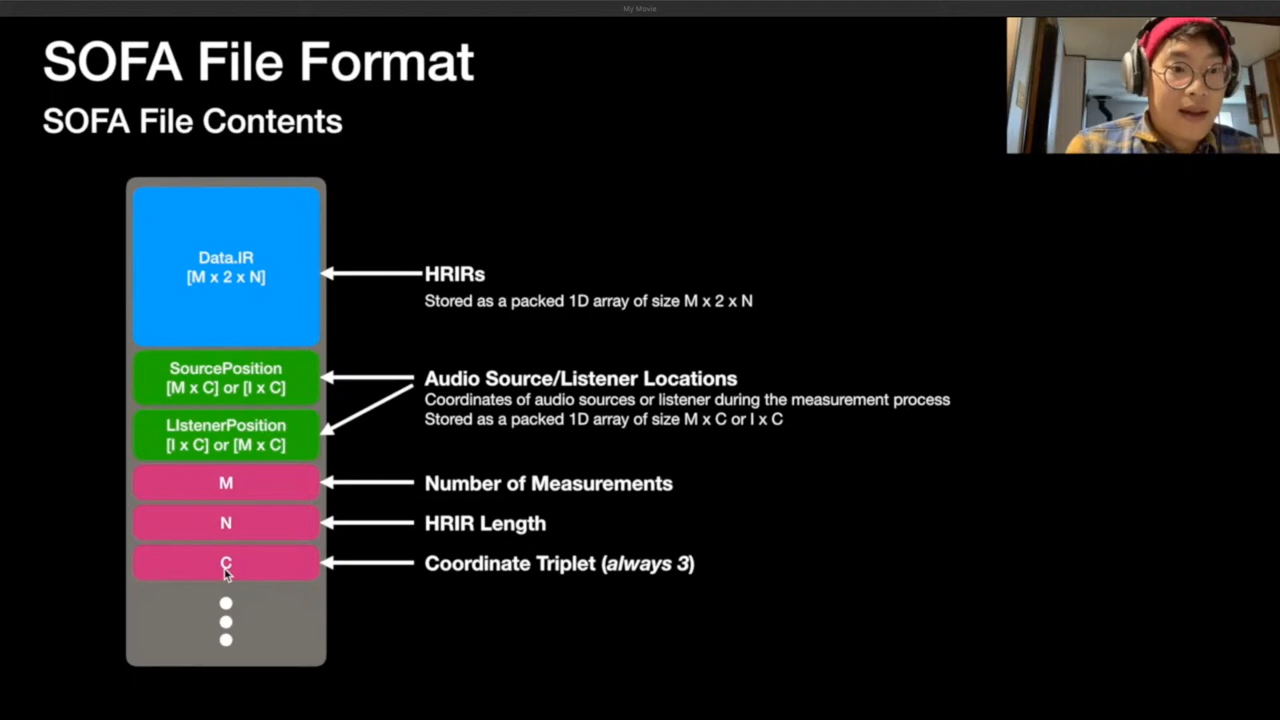 My Movie
SOFA File Format
SOFA File Contents
Data.IR
[M x 2 x N]
HRIRs
Stored as a packed 1D array of size M x 2 x N
SourcePosition
[M x C] or [I x C]
LIstenerPosition
[I x C] or [M x C]
Audio Source/Listener Locations
Coordinates of audio sources or listener during the measurement process
Stored as a packed 1D array of size M x C or I x C
M
Number of Measurements
N
HRIR Length
C
Coordinate Triplet (always 3)